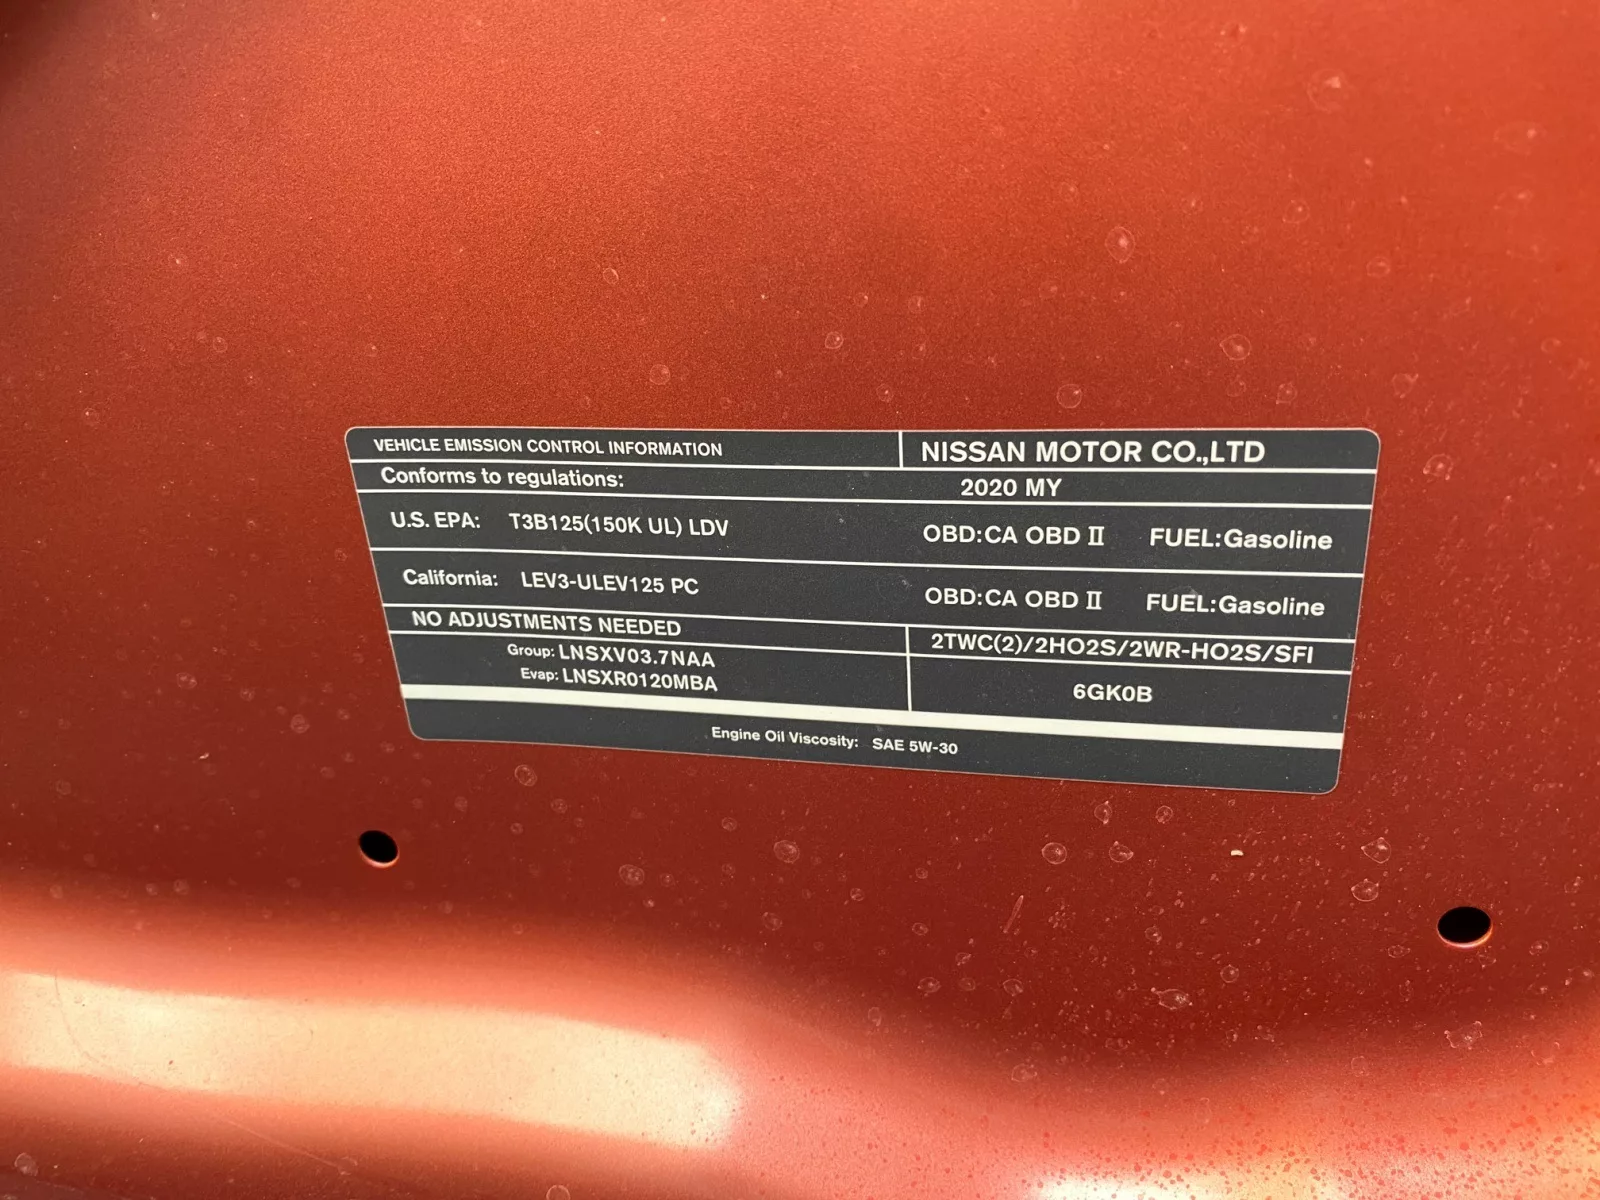 VEHICLE EMISSION CONTROL INFORMATION NISSAN MOTOR CO.,LTD
Conforms to regulations: 2020 MY
U.S. EPA: T3B125(150K UL) LDV OBD:CA OBD II FUEL:Gasoline
California: LEV3-ULEV125 PC OBD:CA OBD II FUEL:Gasoline
NO ADJUSTMENTS NEEDED 2TWC(2)/2HO2S/2WR-HO2S/SFI
Group: LNSXV03.7NAA
Evap: LNSXR0120MBA 6GK0B
Engine Oil Viscosity: SAE 5W-30